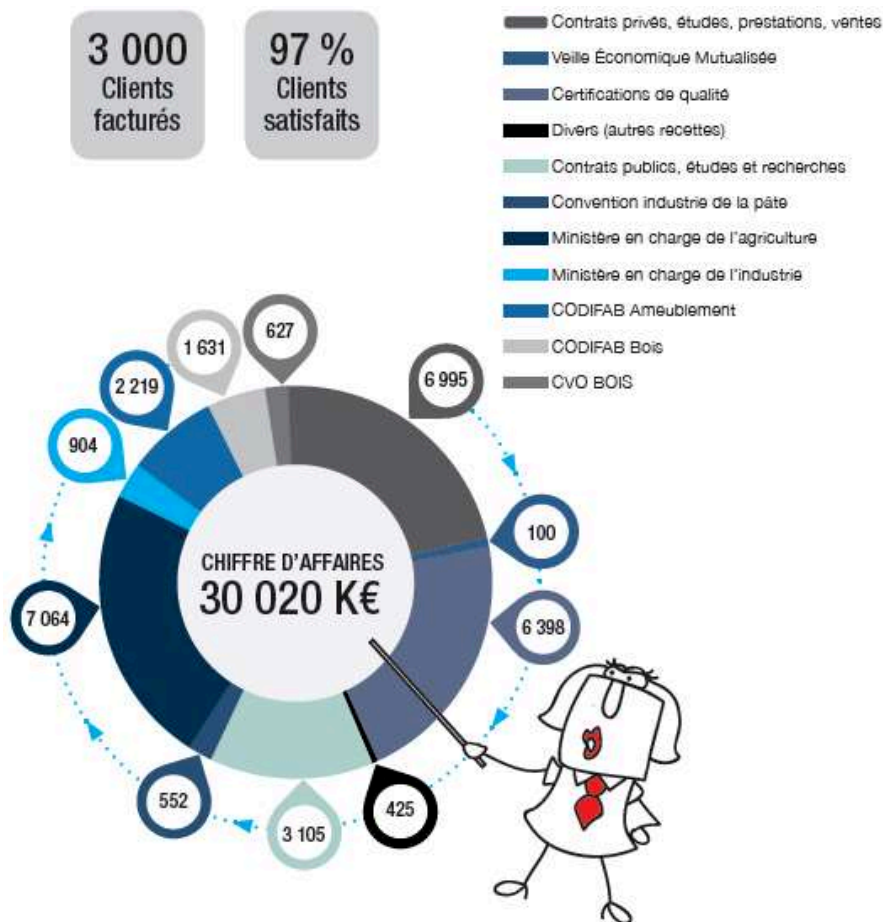 3 000
Clients
facturés
97 %
Clients
satisfaits
Contrats privés, études, prestations, ventes
Veille Économique Mutualisée
Certifications de qualité
Divers (autres recettes)
Contrats publics, études et recherches
Convention industrie de la pâte
Ministère en charge de l'agriculture
Ministère en charge de l'industrie
CODIFAB Ameublement
CODIFAB Bois
CVO BOIS
627
1 631
6 995
2 219
904
100
CHIFFRE D'AFFAIRES
30 020 K€
7 064
6 398
552
425
3 105